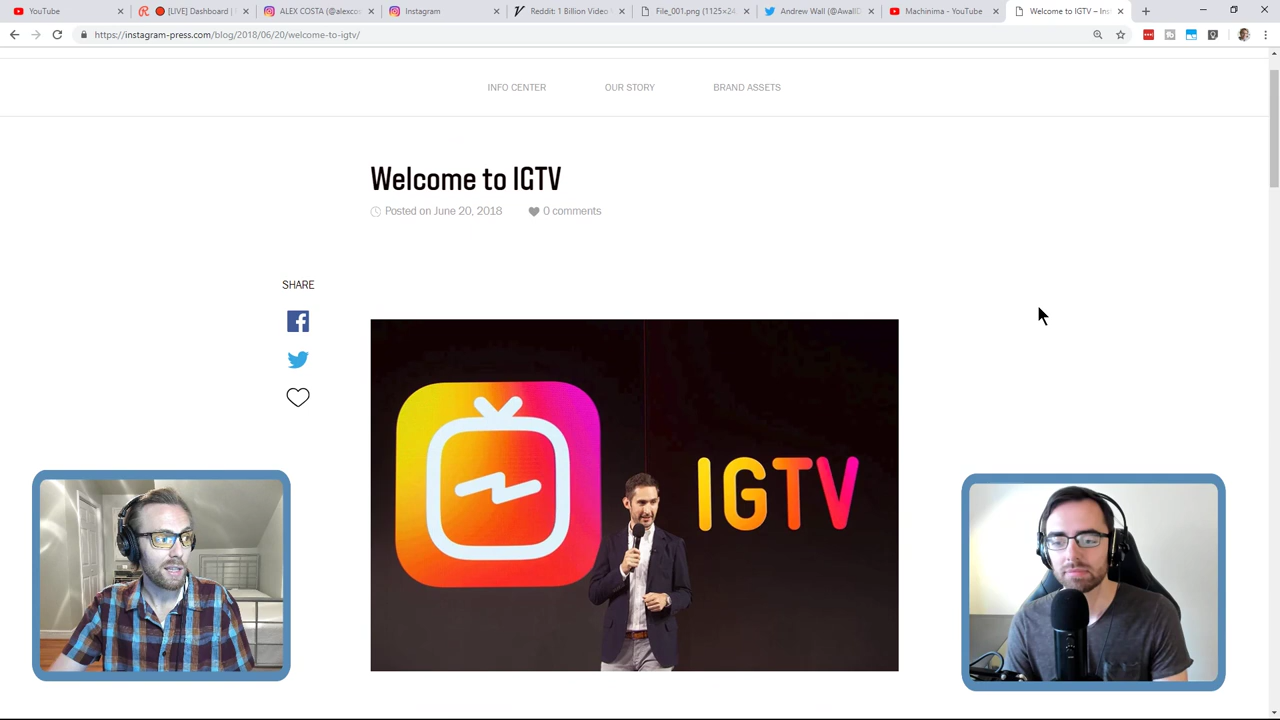 YouTube
[LIVE] Dashboard |
ALEX COSTA (@alexcos
Instagram
Reddit: 1 Billion Video V
File_001.png (1125×24
Andrew Wall (@AwallD
Machinima - YouTube
Welcome to IGTV – Ins
https://instagram-press.com/blog/2018/06/20/welcome-to-igtv/
INFO CENTER
OUR STORY
BRAND ASSETS
Welcome to IGTV
Posted on June 20, 2018
0 comments
SHARE
IGTV